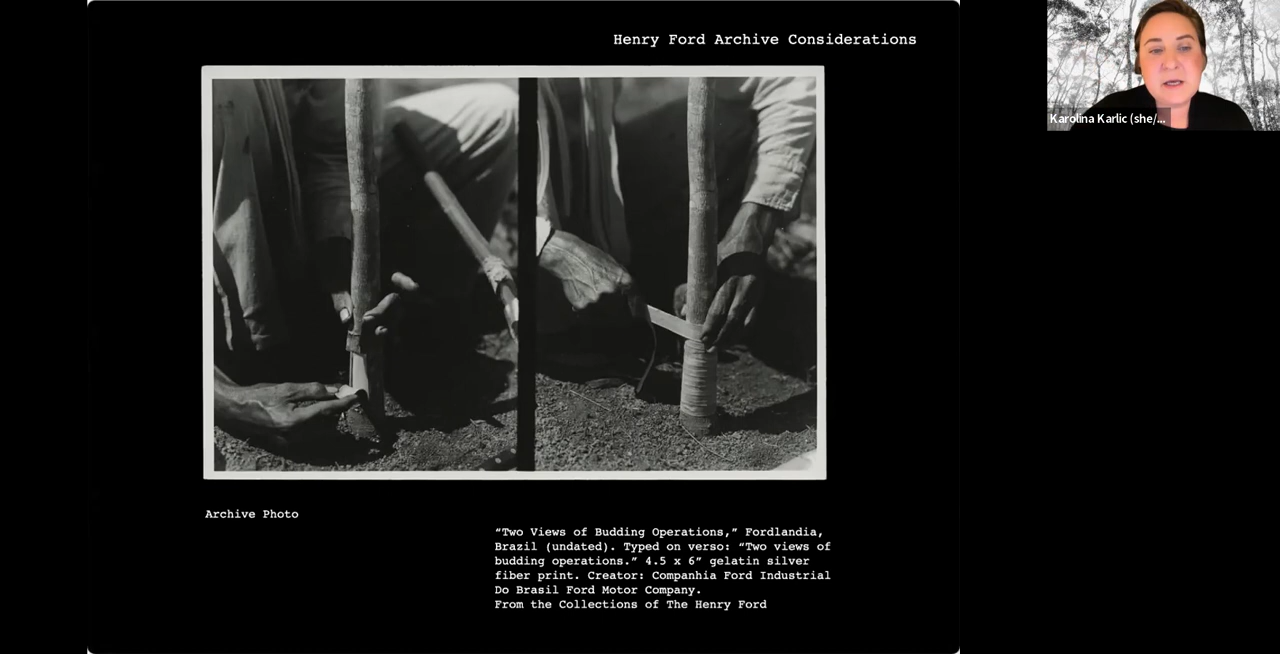 Henry Ford Archive Considerations
Karolina Karlic (she/...
Archive Photo
“Two Views of Budding Operations,” Fordlandia,
Brazil (undated). Typed on verso: “Two views of
budding operations.” 4.5 x 6” gelatin silver
fiber print. Creator: Companhia Ford Industrial
Do Brasil Ford Motor Company.
From the Collections of The Henry Ford